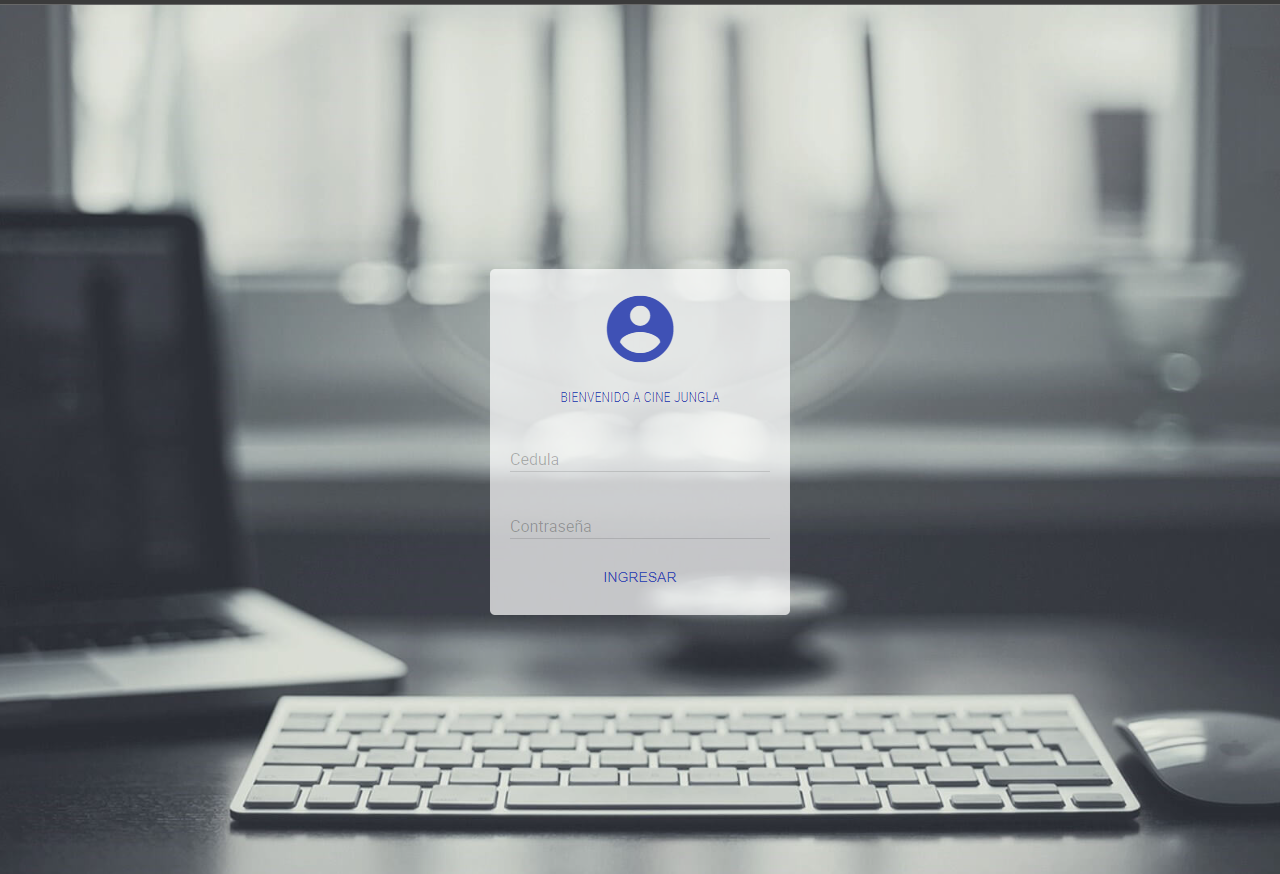 BIENVENIDO A CINE JUNGLA
Cedula
Contraseña
INGRESAR